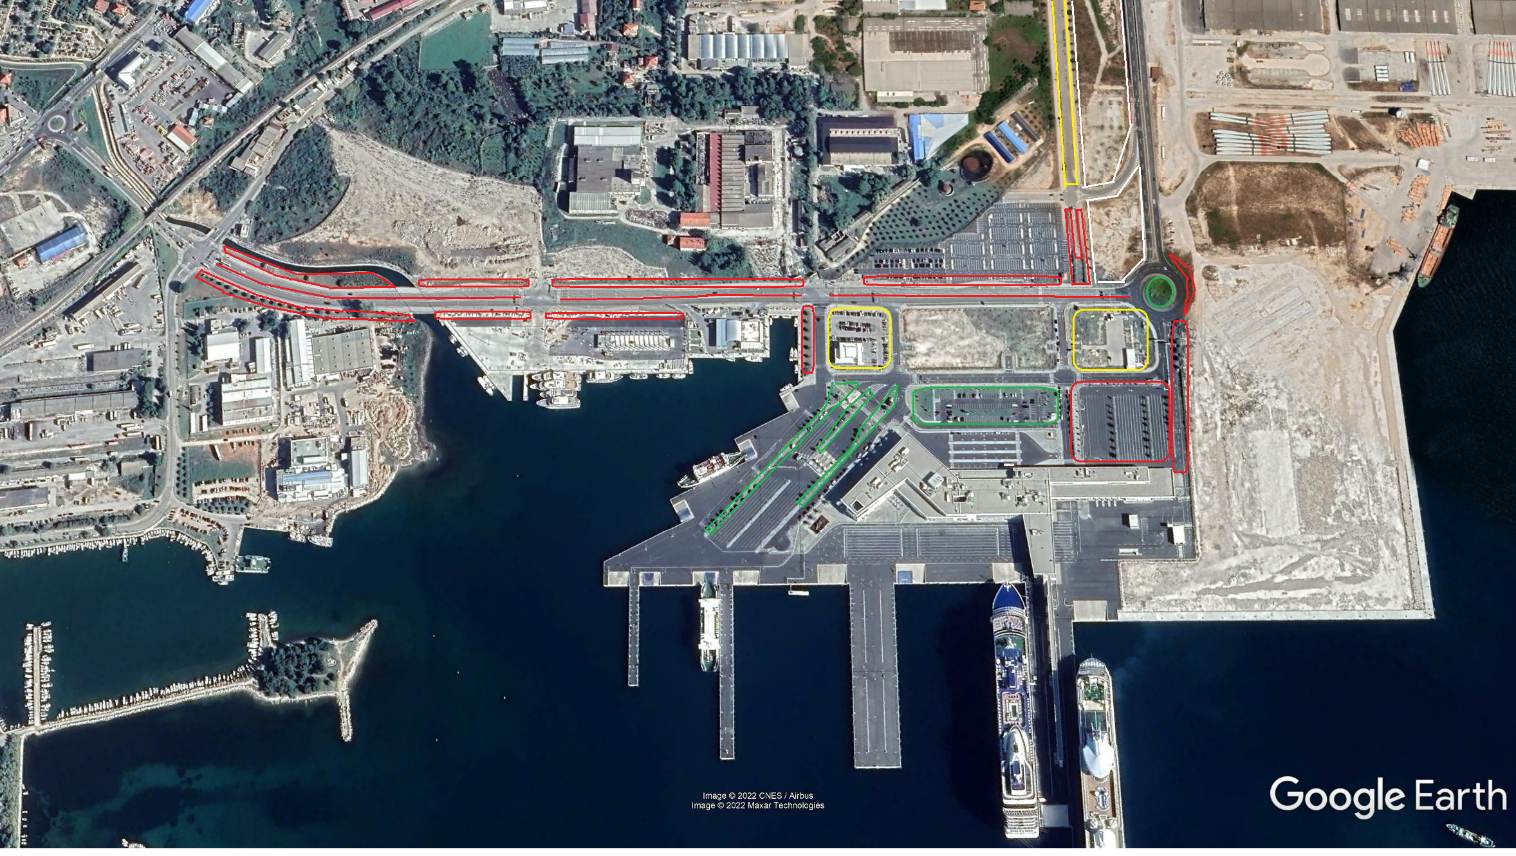 Image © 2022 CNES / Airbus
Image © 2022 Maxar Technologies
Google Earth